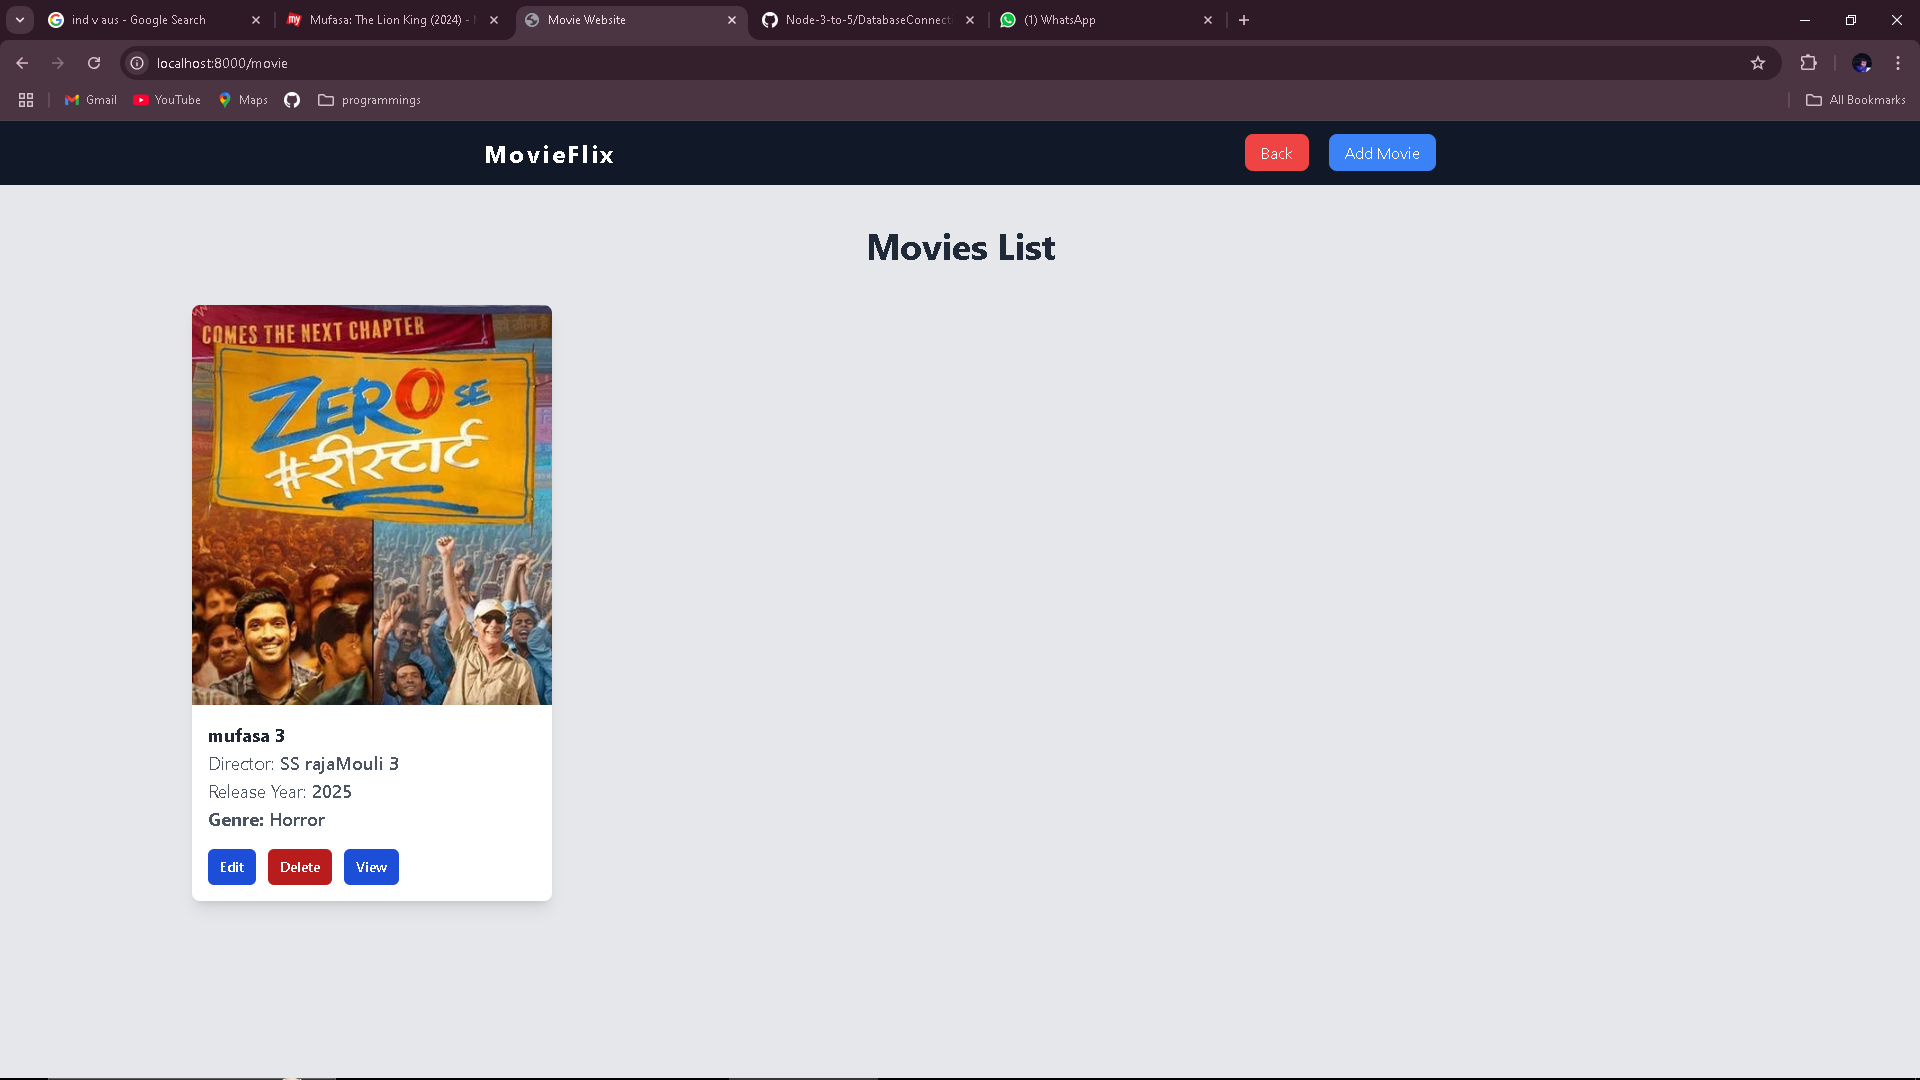 ind v aus - Google Search
Mufasa: The Lion King (2024) -
Movie Website
Node-3-to-5/DatabaseConnect
(1) WhatsApp
localhost:8000/movie
Gmail
YouTube
Maps
programmings
All Bookmarks
MovieFlix
Back
Add Movie
Movies List
COMES THE NEXT CHAPTER
ZERO SE
#रीस्टार्ट
mufasa 3
Director: SS rajaMouli 3
Release Year: 2025
Genre: Horror
Edit
Delete
View